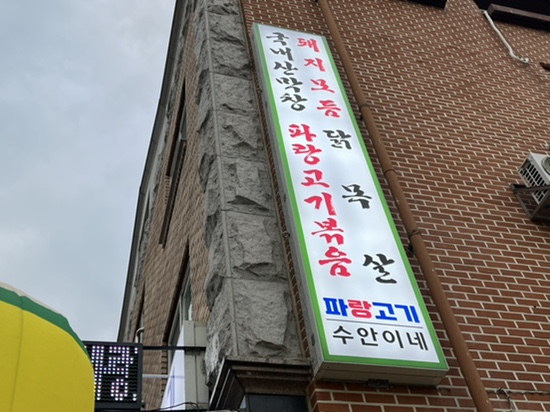 돼지모듬
닭목살
국내산막창
파랑고기볶음
파랑고기
수안이네